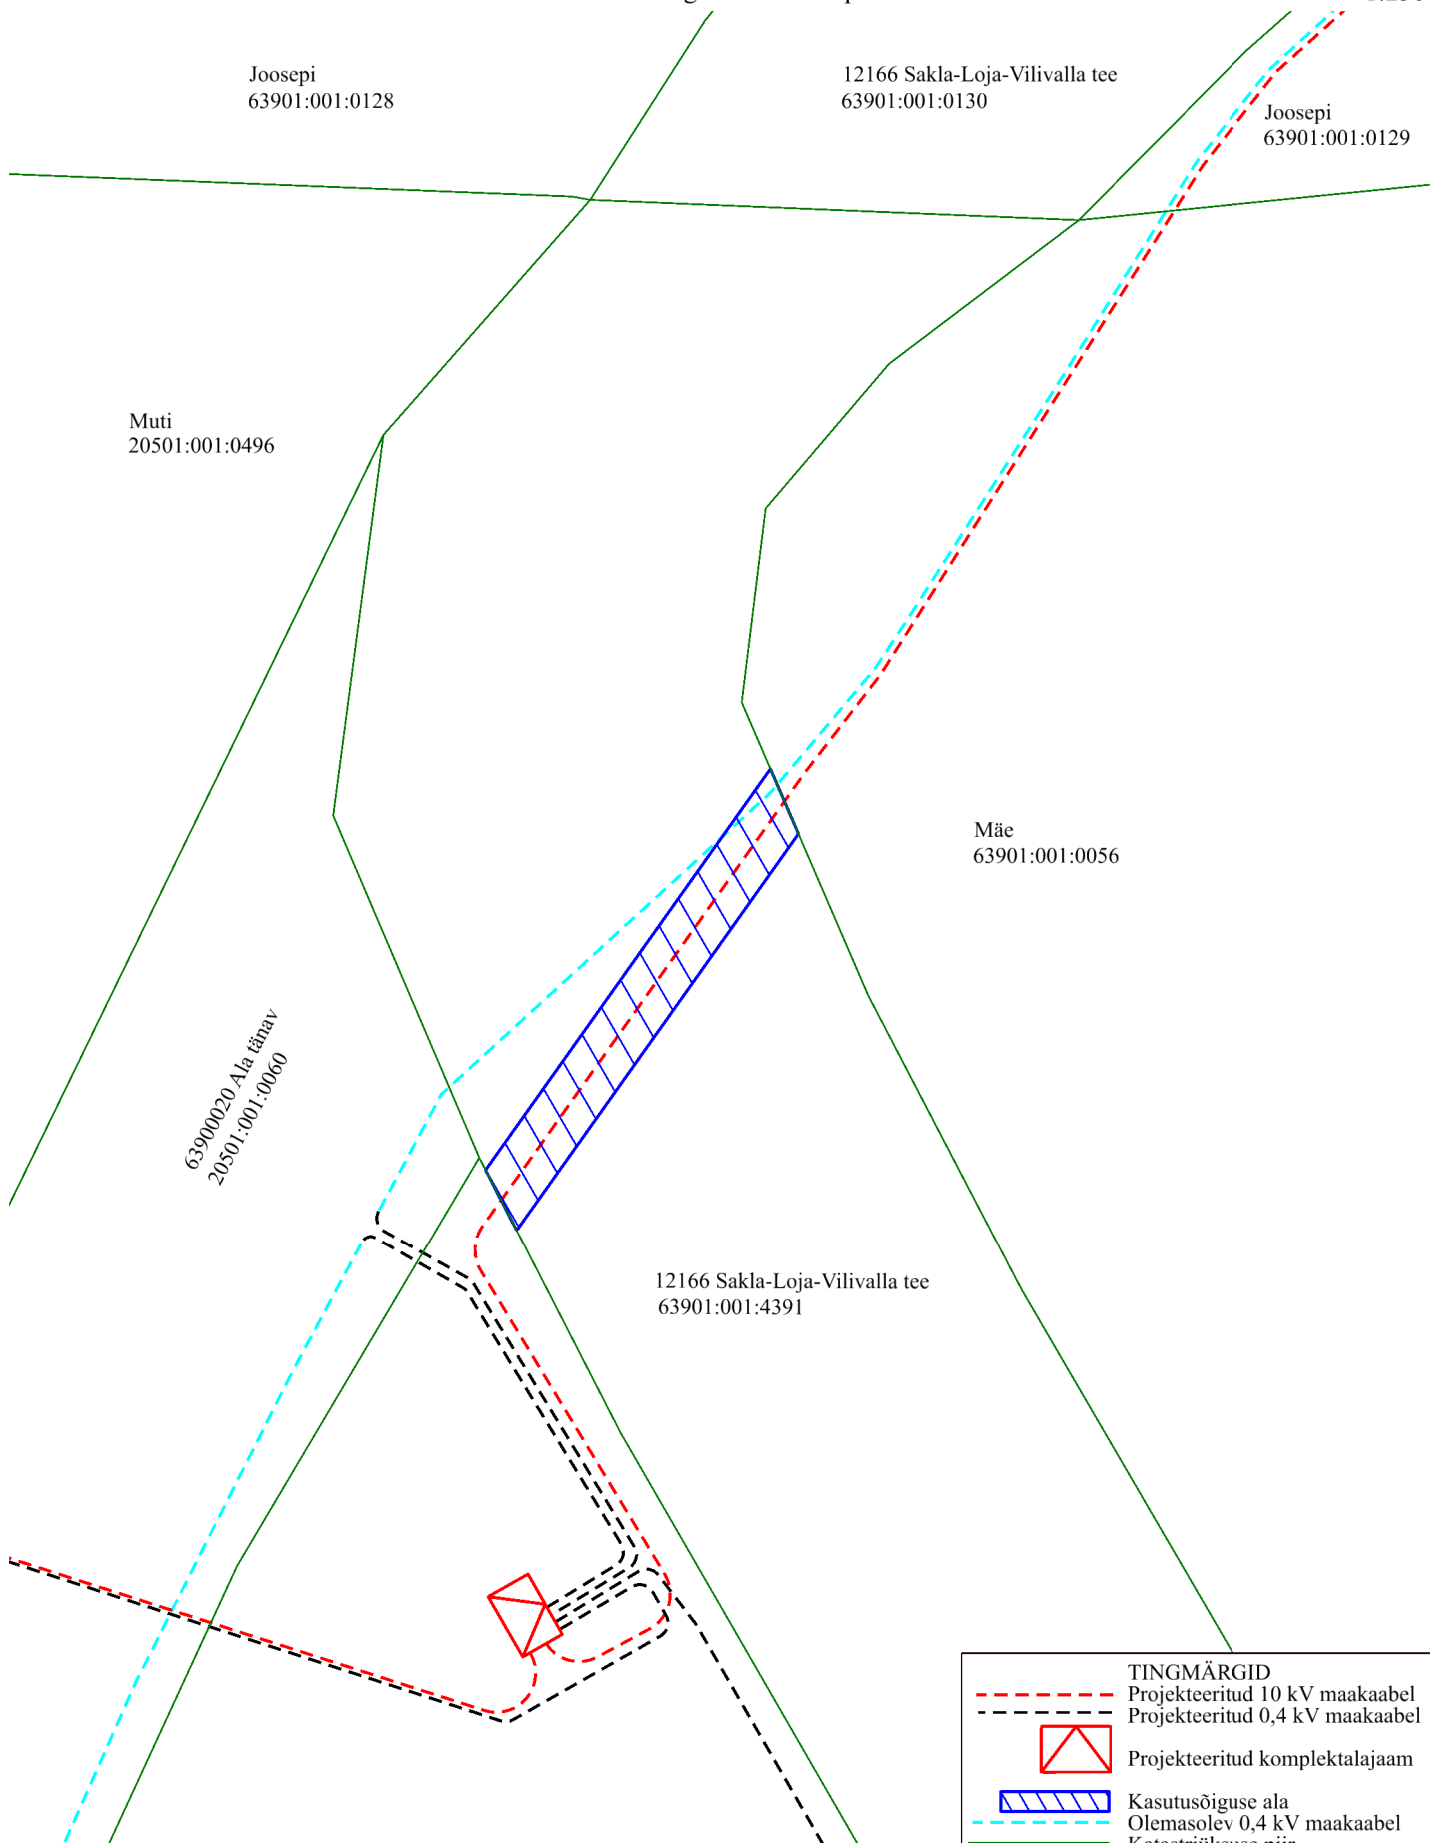 Joosepi
63901:001:0128
12166 Sakla-Loja-Vilivalla tee
63901:001:0130
Joosepi
63901:001:0129
Muti
20501:001:0496
Mäe
63901:001:0056
63900020 Ala tänav
20501:001:0060
12166 Sakla-Loja-Vilivalla tee
63901:001:4391
TINGMÄRGID
Projekteeritud 10 kV maakaabel
Projekteeritud 0,4 kV maakaabel
Projekteeritud komplektalajaam
Kasutusõiguse ala
Olemasolev 0,4 kV maakaabel
Katastriüksuse piir